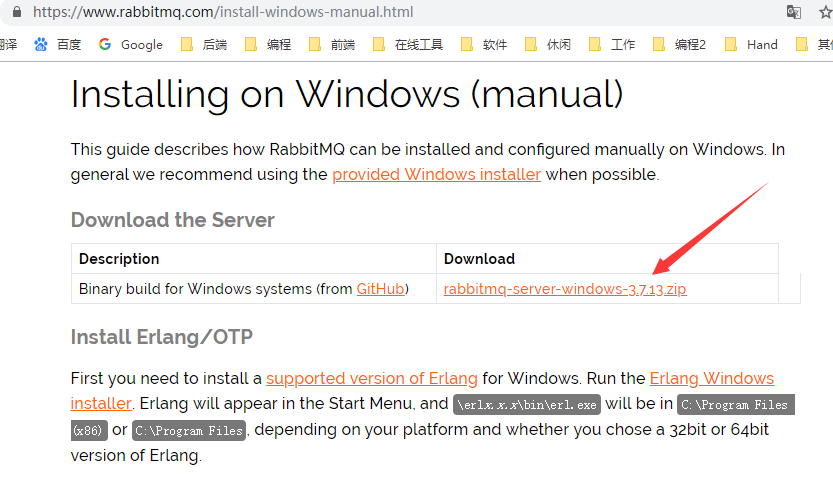 https://www.rabbitmq.com/install-windows-manual.html
翻译 百度 Google 后端 编程 前端 在线工具 软件 休闲 工作 编程2 Hand 其
Installing on Windows (manual)
This guide describes how RabbitMQ can be installed and configured manually on Windows. In
general we recommend using the provided Windows installer when possible.
Download the Server
Description Download
Binary build for Windows systems (from GitHub) rabbitmq-server-windows-3.7.13.zip
Install Erlang/OTP
First you need to install a supported version of Erlang for Windows. Run the Erlang Windows
installer. Erlang will appear in the Start Menu, and \erlx.x.x\bin\erl.exe will be in C:\Program Files
(x86) or C:\Program Files, depending on your platform and whether you chose a 32bit or 64bit
version of Erlang.